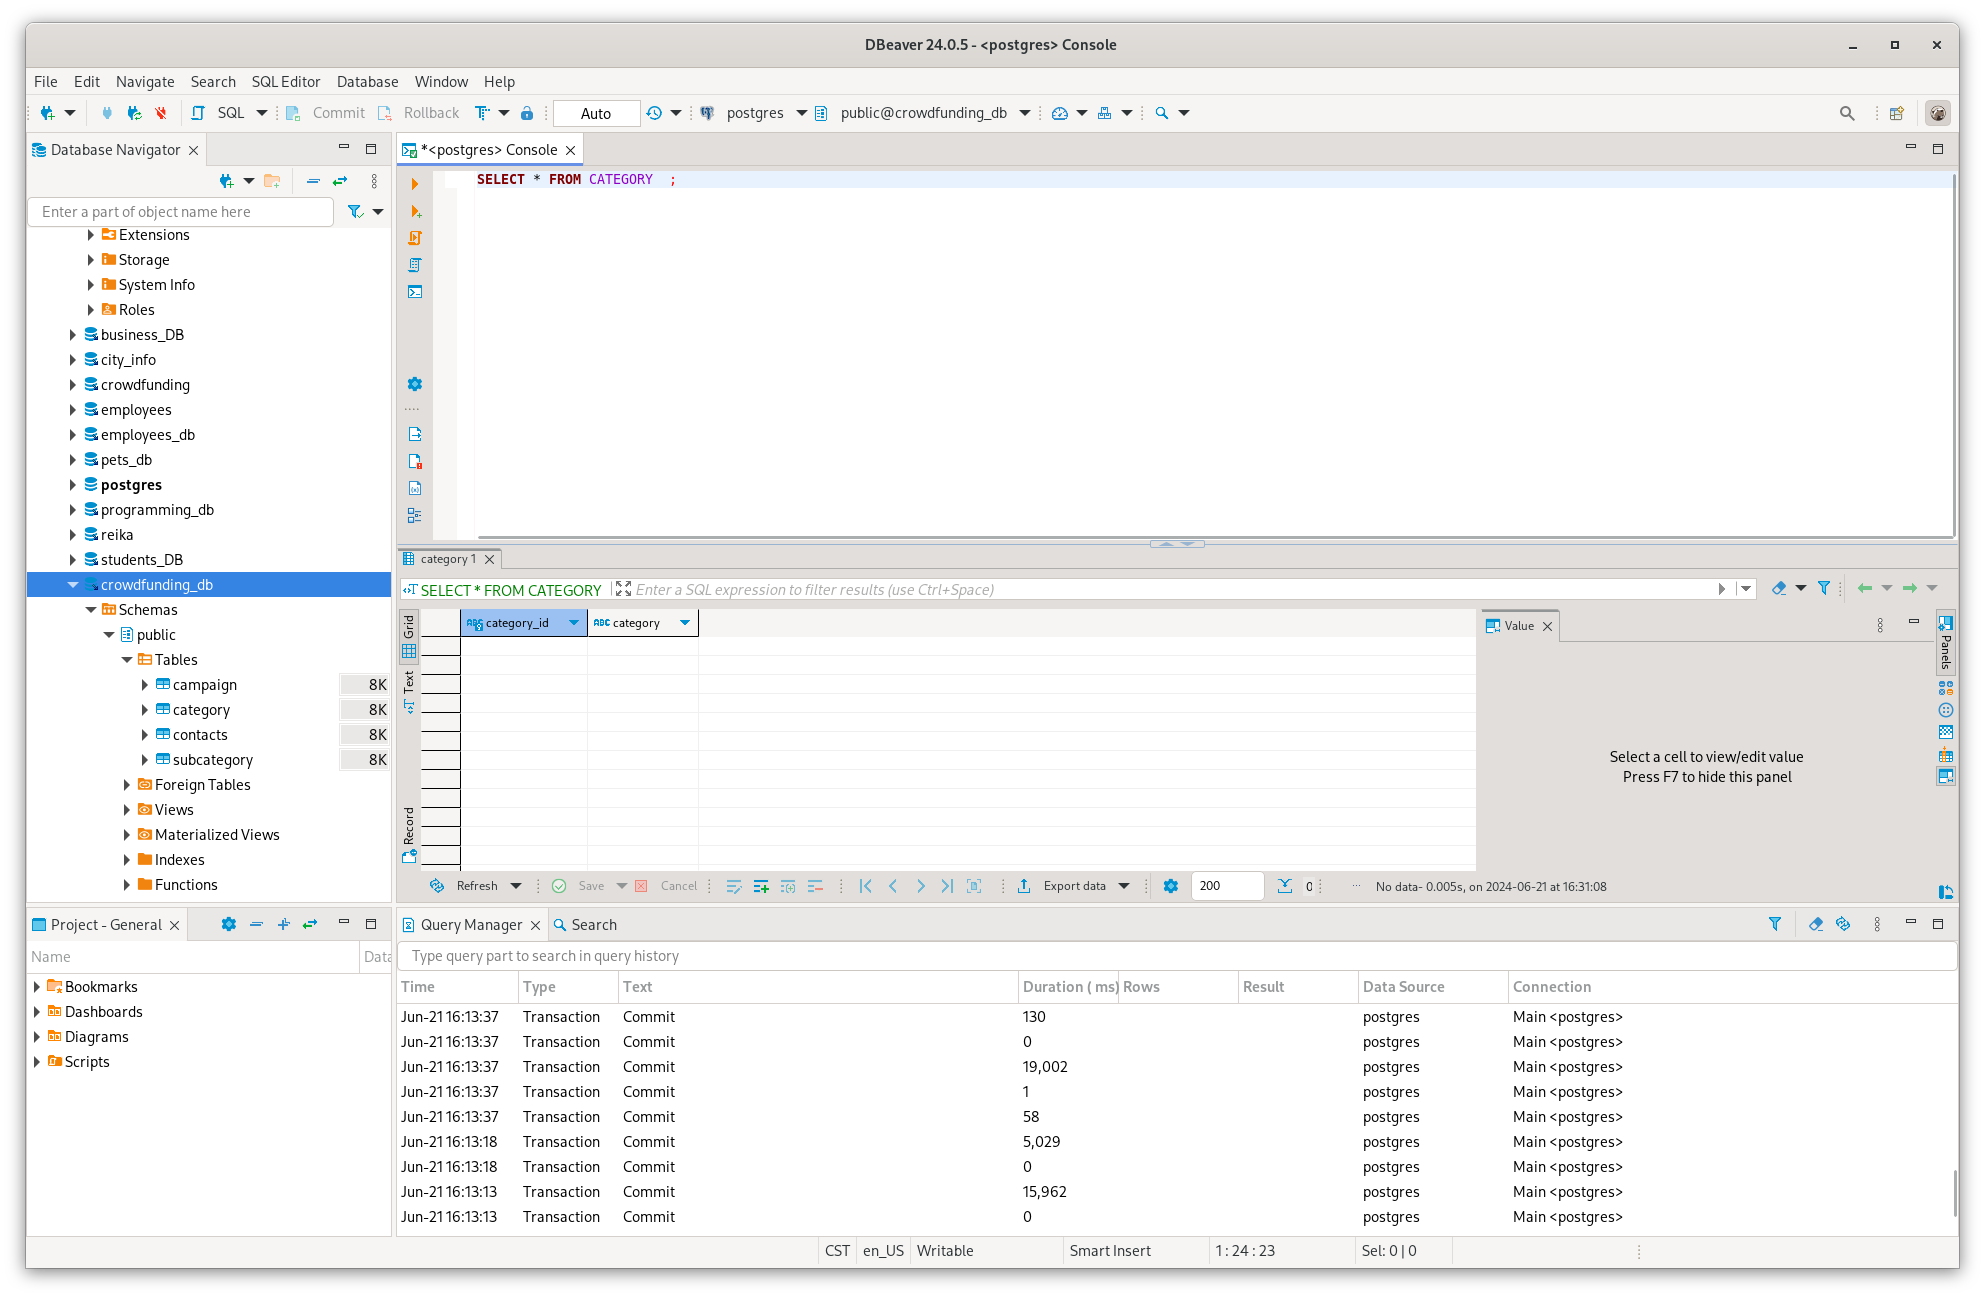 DBeaver 24.0.5 - <postgres> Console
File Edit Navigate Search SQL Editor Database Window Help
SQL Commit Rollback Auto postgres public@crowdfunding_db
Database Navigator
Enter a part of object name here
Extensions
Storage
System Info
Roles
business_DB
city_info
crowdfunding
employees
employees_db
pets_db
postgres
programming_db
reika
students_DB
crowdfunding_db
Schemas
public
Tables
campaign 8K
category 8K
contacts 8K
subcategory 8K
Foreign Tables
Views
Materialized Views
Indexes
Functions
*<postgres> Console
SELECT * FROM CATEGORY ;
category 1
SELECT * FROM CATEGORY Enter a SQL expression to filter results (use Ctrl+Space)
Grid
Text
Record
category_id category
Value
Panels
Select a cell to view/edit value
Press F7 to hide this panel
Refresh Save Cancel Export data 200 0 ... No data- 0.005s, on 2024-06-21 at 16:31:08
Project - General
Name Data
Bookmarks
Dashboards
Diagrams
Scripts
Query Manager Search
Type query part to search in query history
Time Type Text Duration ( ms) Rows Result Data Source Connection
Jun-21 16:13:37 Transaction Commit 130 postgres Main <postgres>
Jun-21 16:13:37 Transaction Commit 0 postgres Main <postgres>
Jun-21 16:13:37 Transaction Commit 19,002 postgres Main <postgres>
Jun-21 16:13:37 Transaction Commit 1 postgres Main <postgres>
Jun-21 16:13:37 Transaction Commit 58 postgres Main <postgres>
Jun-21 16:13:18 Transaction Commit 5,029 postgres Main <postgres>
Jun-21 16:13:18 Transaction Commit 0 postgres Main <postgres>
Jun-21 16:13:13 Transaction Commit 15,962 postgres Main <postgres>
Jun-21 16:13:13 Transaction Commit 0 postgres Main <postgres>
CST en_US Writable Smart Insert 1 : 24 : 23 Sel: 0 | 0